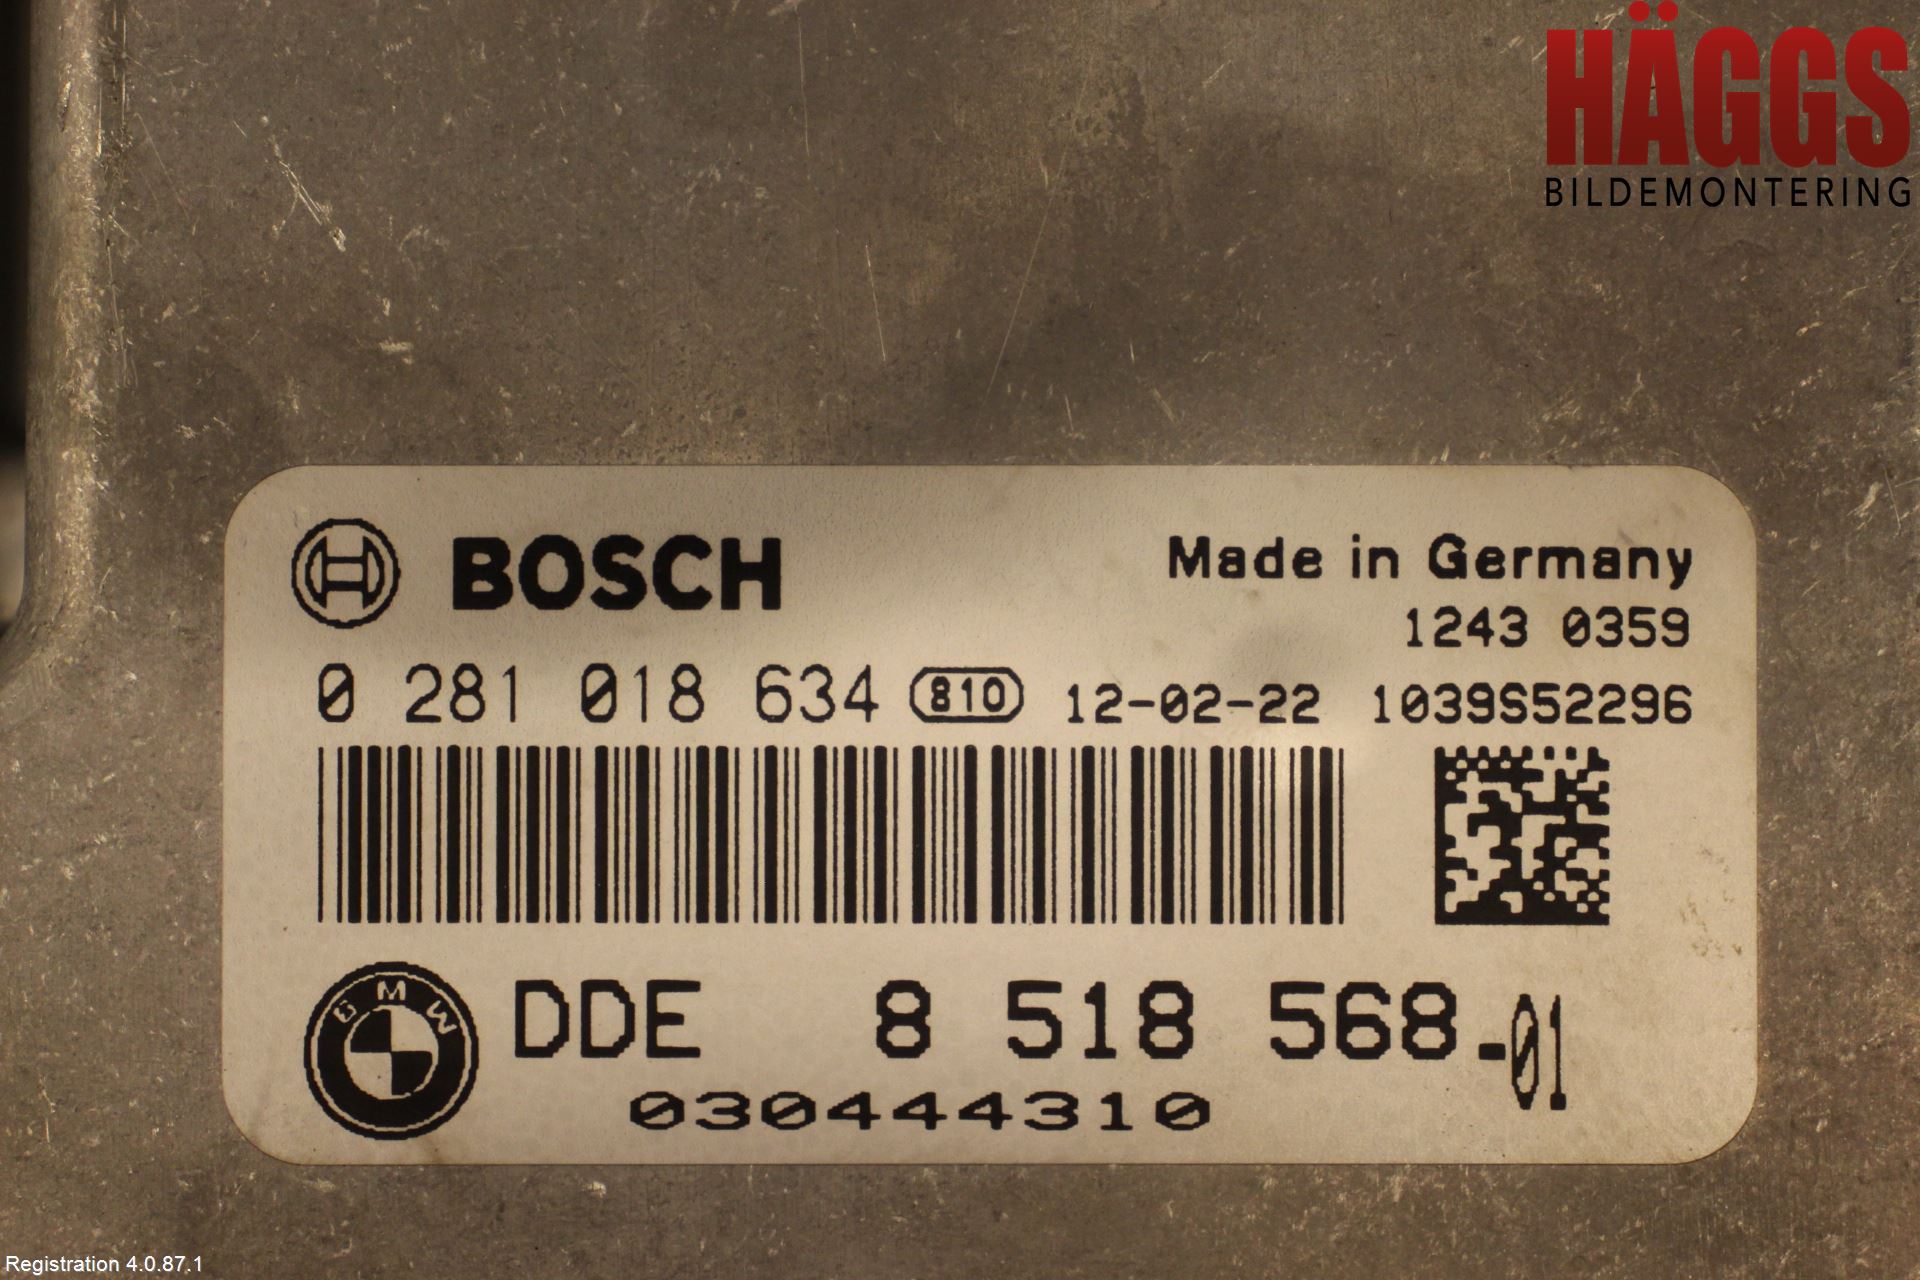 HÄGGS
BILDEMONTERING
BOSCH
Made in Germany
1243 0359
0 281 018 634 810 12-02-22 1039S52296
BMW
DDE 8 518 568-01
030444310
Registration 4.0.87.1